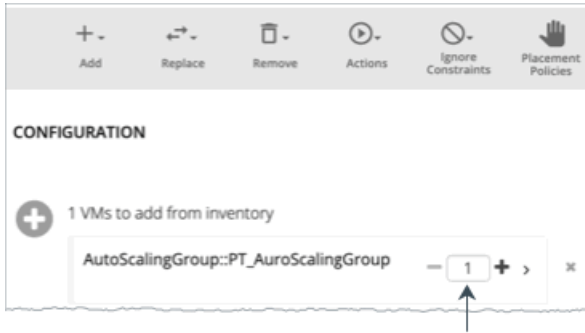 Add
Replace
Remove
Actions
Ignore
Constraints
Placement
Policies
CONFIGURATION
1 VMs to add from inventory
AutoScalingGroup::PT_AuroScalingGroup
1